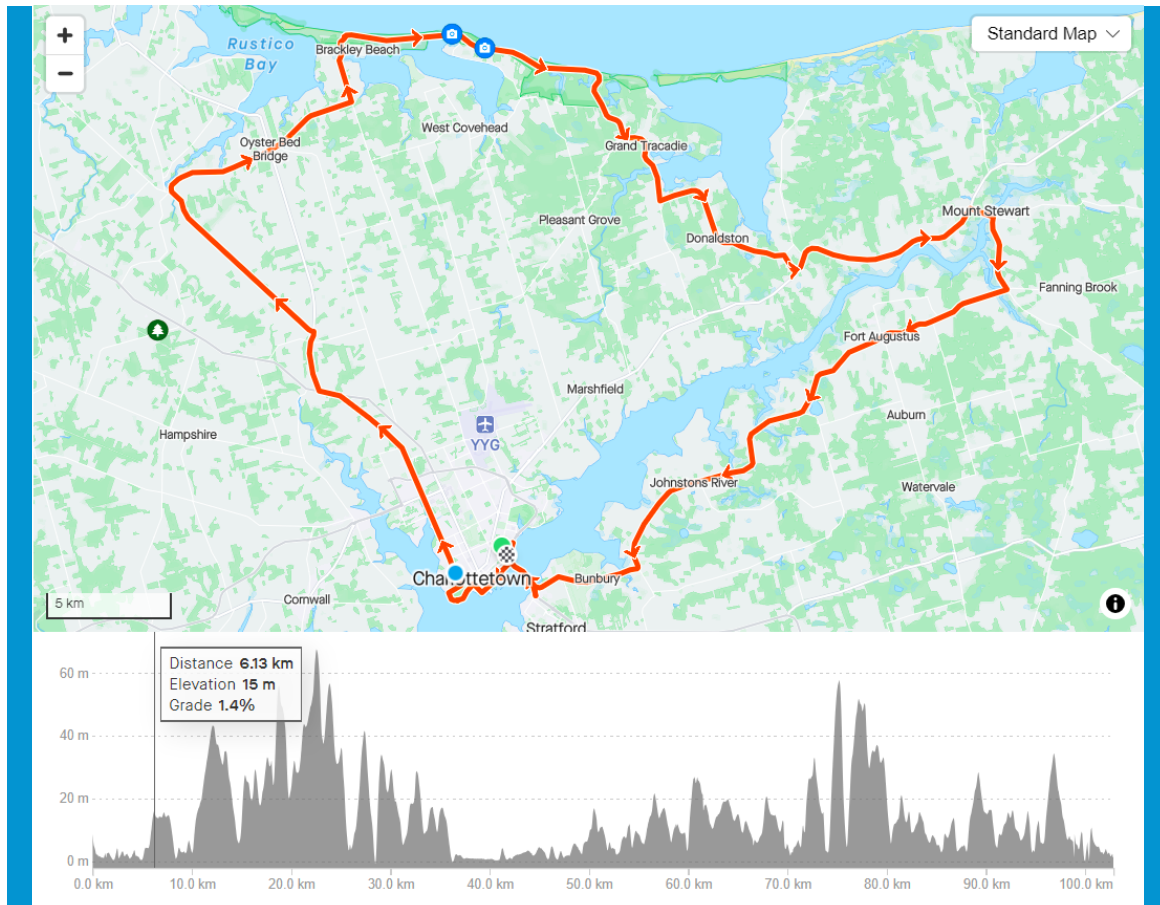 +
−
Standard Map
Rustico
Bay
Brackley Beach
West Covehead
Oyster Bed
Bridge
Grand Tracadie
Pleasant Grove
Mount Stewart
Donaldston
Fanning Brook
Fort Augustus
Marshfield
Auburn
YYG
Hampshire
Johnstons River
Watervale
Charlottetown
Bunbury
Cornwall
5 km
Stratford
Distance 6.13 km
Elevation 15 m
Grade 1.4%
60 m
40 m
20 m
0 m
0.0 km 10.0 km 20.0 km 30.0 km 40.0 km 50.0 km 60.0 km 70.0 km 80.0 km 90.0 km 100.0 km